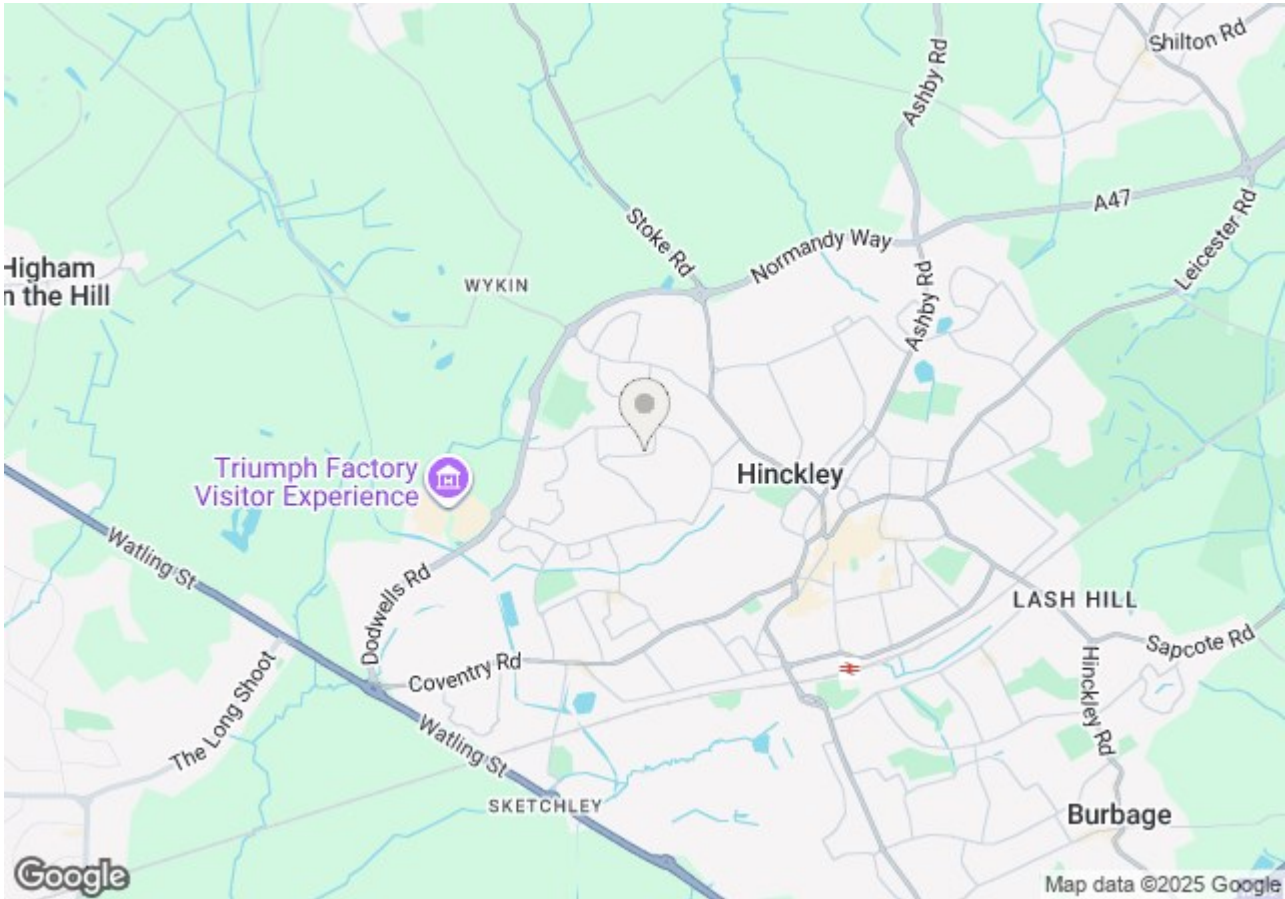 Shilton Rd
Ashby Rd
A47
Leicester Rd
Stoke Rd
Normandy Way
Higham
n the Hill
WYKIN
Ashby Rd
Triumph Factory
Visitor Experience
Hinckley
Watling St
Dodwells Rd
LASH HILL
Sapcote Rd
Hinckley Rd
Coventry Rd
The Long Shoot
Watling St
SKETCHLEY
Burbage
Google
Map data ©2025 Google